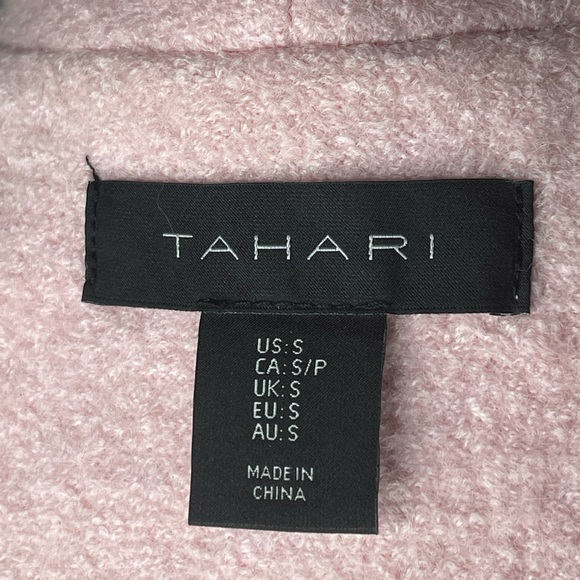 TAHARI
US: S
CA: S/P
UK: S
EU: S
AU: S
MADE IN
CHINA